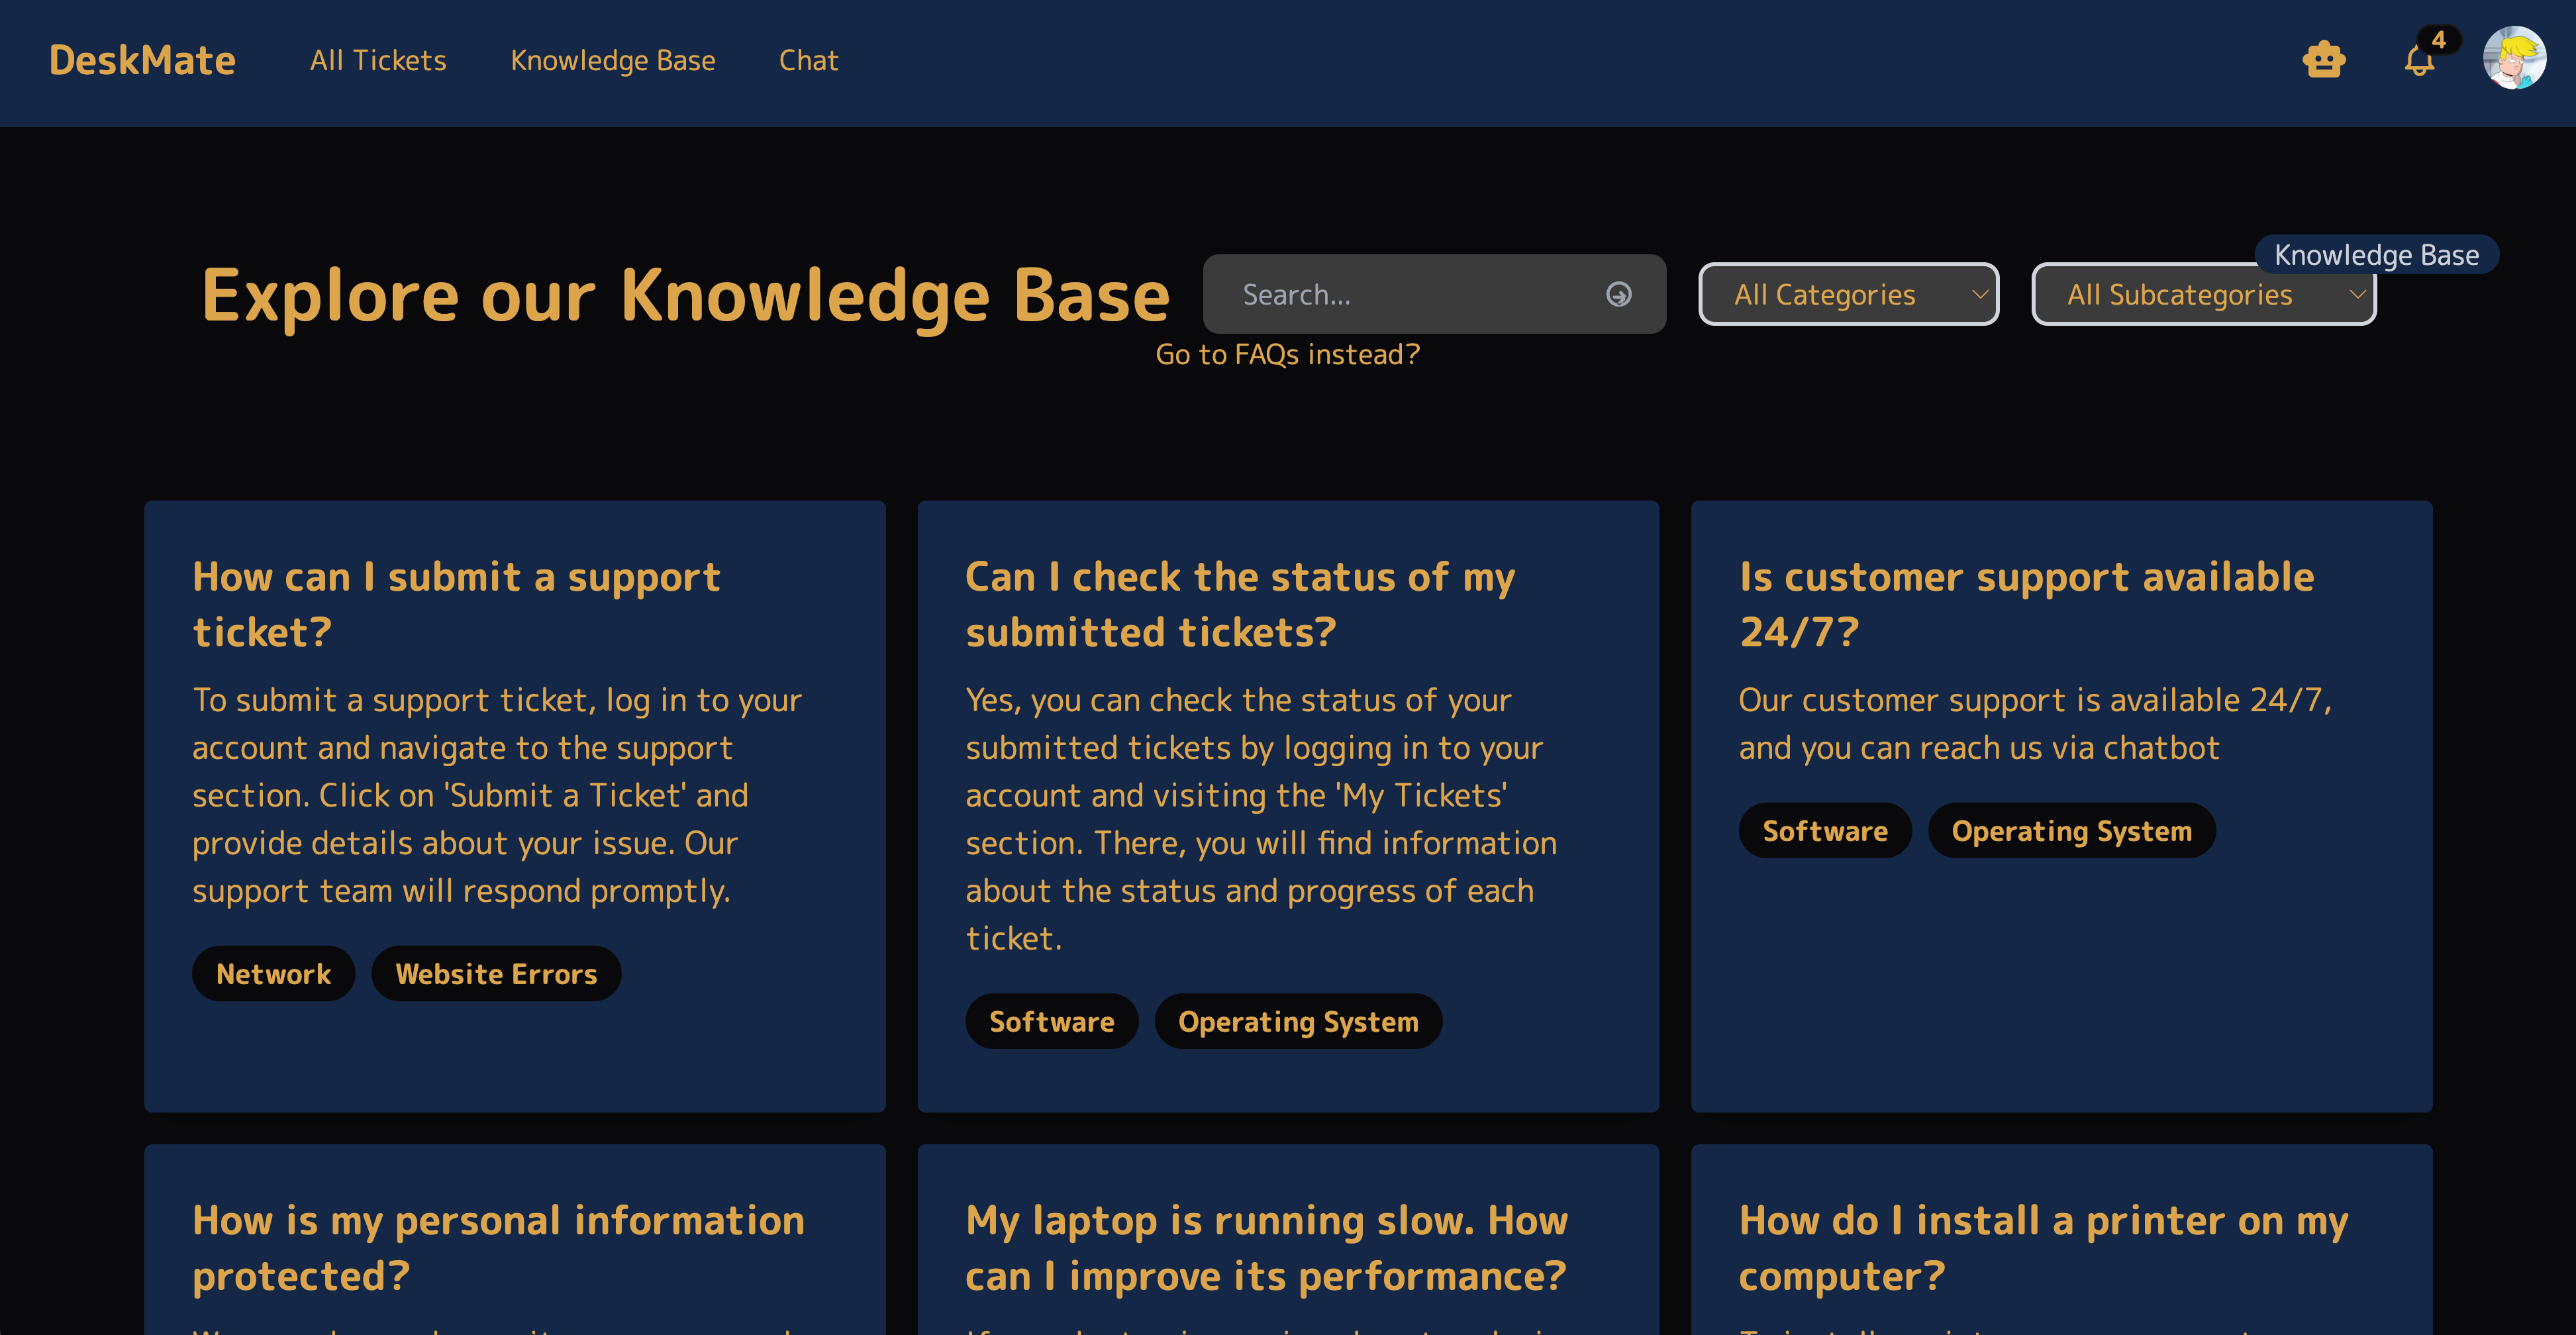 DeskMate
All Tickets
Knowledge Base
Chat
4
Explore our Knowledge Base
Search...
All Categories
All Subcategories
Knowledge Base
Go to FAQs instead?
How can I submit a support
ticket?
To submit a support ticket, log in to your
account and navigate to the support
section. Click on 'Submit a Ticket' and
provide details about your issue. Our
support team will respond promptly.
Network
Website Errors
Can I check the status of my
submitted tickets?
Yes, you can check the status of your
submitted tickets by logging in to your
account and visiting the 'My Tickets'
section. There, you will find information
about the status and progress of each
ticket.
Software
Operating System
Is customer support available
24/7?
Our customer support is available 24/7,
and you can reach us via chatbot
Software
Operating System
How is my personal information
protected?
My laptop is running slow. How
can I improve its performance?
How do I install a printer on my
computer?